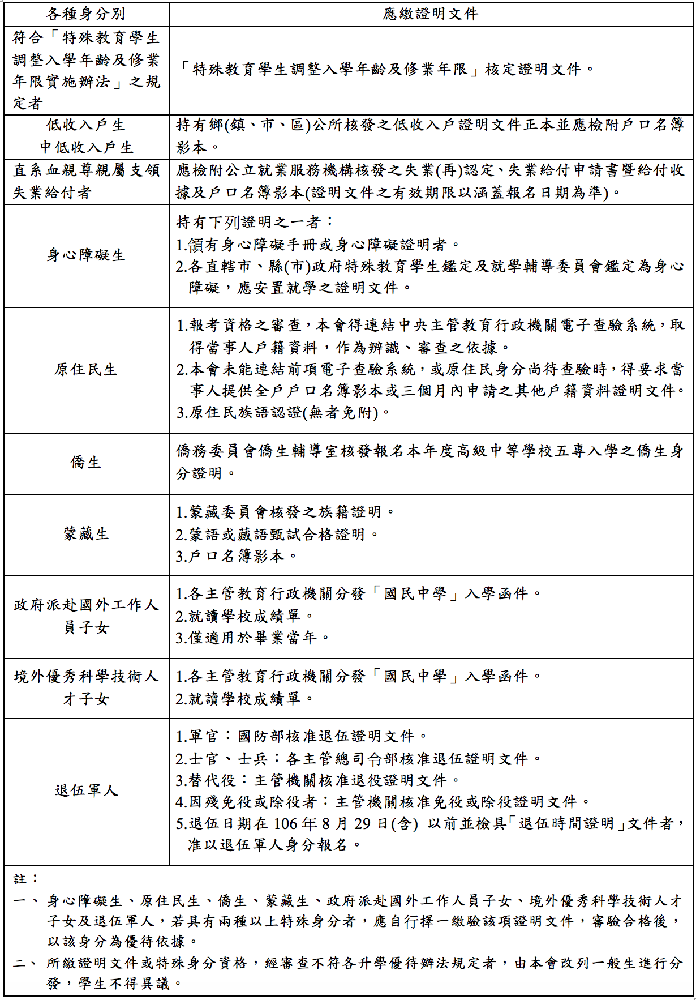 各種身分別
應繳證明文件
符合「特殊教育學生
調整入學年齡及修業
年限實施辦法」之規
定者
「特殊教育學生調整入學年齡及修業年限」核定證明文件。
低收入戶生
中低收入戶生
持有鄉(鎮、市、區)公所核發之低收入戶證明文件正本並應檢附戶口名簿
影本。
直系血親尊親屬支領
失業給付者
應檢附公立就業服務機構核發之失業(再)認定、失業給付申請書暨給付收
據及戶口名簿影本(證明文件之有效期限以涵蓋報名日期為準)。
身心障礙生
持有下列證明之一者：
1.領有身心障礙手冊或身心障礙證明者。
2.各直轄市、縣(市)政府特殊教育學生鑑定及就學輔導委員會鑑定為身心
障礙，應安置就學之證明文件。
原住民生
1.報考資格之審查，本會得連結中央主管教育行政機關電子查驗系統，取
得當事人戶籍資料，作為辨識、審查之依據。
2.本會未能連結前項電子查驗系統，或原住民身分尚待查驗時，得要求當
事人提供全戶戶口名簿影本或三個月內申請之其他戶籍資料證明文件。
3.原住民族語認證(無者免附)。
僑生
僑務委員會僑生輔導室核發報名本年度高級中等學校五專入學之僑生身
分證明。
蒙藏生
1.蒙藏委員會核發之族籍證明。
2.蒙語或藏語甄試合格證明。
3.戶口名簿影本。
政府派赴國外工作人
員子女
1.各主管教育行政機關分發「國民中學」入學函件。
2.就讀學校成績單。
3.僅適用於畢業當年。
境外優秀科學技術人
才子女
1.各主管教育行政機關分發「國民中學」入學函件。
2.就讀學校成績單。
退伍軍人
1.軍官：國防部核准退伍證明文件。
2.士官、士兵：各主管總司令部核准退伍證明文件。
3.替代役：主管機關核准退役證明文件。
4.因殘免役或除役者：主管機關核准免役或除役證明文件。
5.退伍日期在 106 年 8 月 29 日(含) 以前並檢具「退伍時間證明」文件者，
准以退伍軍人身分報名。
註：
一、身心障礙生、原住民生、僑生、蒙藏生、政府派赴國外工作人員子女、境外優秀科學技術人才
子女及退伍軍人，若具有兩種以上特殊身分者，應自行擇一繳驗該項證明文件，審驗合格後，
以該身分為優待依據。
二、所繳證明文件或特殊身分資格，經審查不符各升學優待辦法規定者，由本會改列一般生進行分
發，學生不得異議。